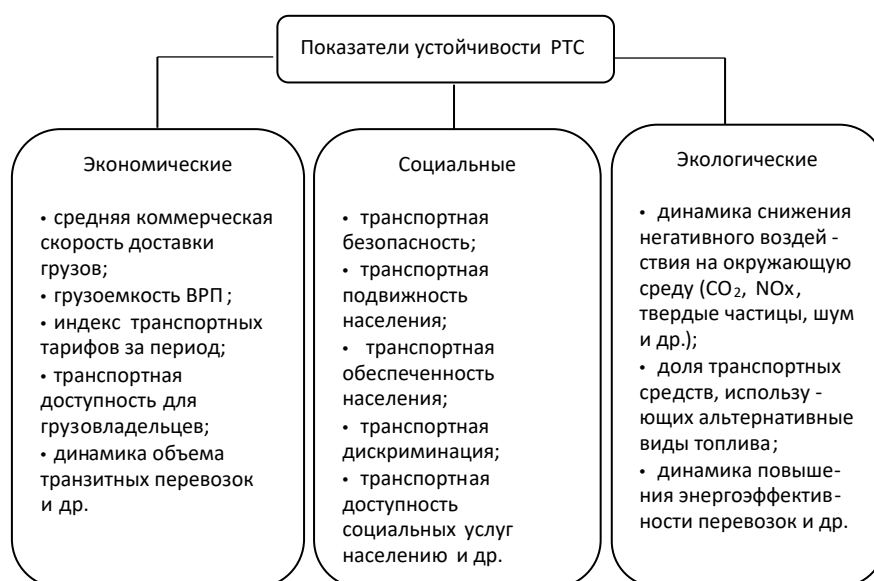 Показатели устойчивости РТС
Экономические
• средняя коммерческая
скорость доставки
грузов;
• грузоемкость ВРП;
• индекс транспортных
тарифов за период;
• транспортная
доступность для
грузовладельцев;
• динамика объема
транзитных перевозок
и др.
Социальные
• транспортная
безопасность;
• транспортная
подвижность
населения;
• транспортная
обеспеченность
населения;
• транспортная
дискриминация;
• транспортная
доступность
социальных услуг
населению и др.
Экологические
• динамика снижения
негативного воздей -
ствия на окружающую
среду (CO₂, NOx,
твердые частицы, шум
и др.);
• доля транспортных
средств, использу -
ющих альтернативные
виды топлива;
• динамика повыше-
ния энергоэффектив-
ности перевозок и др.